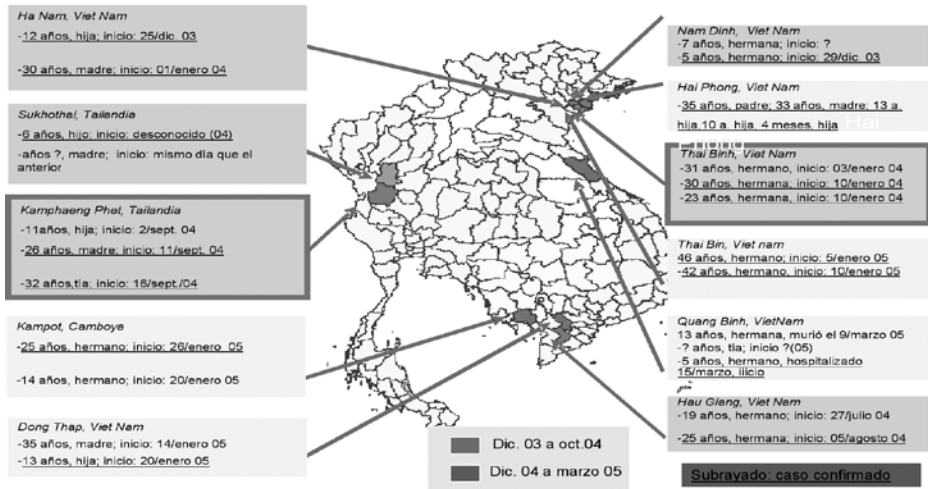 Ha Nam, Viet Nam
-12 años, hija; inicio: 25/dic. 03
-30 años, madre; inicio: 01/enero 04
Sukhothai, Tailandia
-6 años, hijo; inicio: desconocido (04)
-años ?, madre; inicio: mismo dia que el
anterior
Kamphaeng Phet, Tailandia
-11años, hija; inicio: 2/sept. 04
-26 años, madre; inicio: 11/sept. 04
-32 años,tía; inicio: 16/sept./04
Kampot, Camboya
-25 años, hermano; inicio: 26/enero 05
-14 años, hermano; inicio: 20/enero 05
Dong Thap, Viet Nam
-35 años, madre; inicio: 14/enero 05
-13 años, hija; inicio: 20/enero 05
Nam Dinh, Viet Nam
-7 años, hermana; inicio: ?
-5 años, hermano; inicio: 29/dic. 03
Hai Phong, Viet Nam
-35 años, padre; 33 años, madre; 13 a.
hija,10 a. hija, 4 meses, hija
Hai
Phong
Thai Binh, Viet Nam
-31 años, hermano, inicio: 03/enero 04
-30 años, hermana; inicio: 10/enero 04
-23 años, hermana, inicio: 10/enero 04
Thai Bin, Viet nam
46 años, hermano; inicio: 5/enero 05
-42 años, hermano, inicio: 10/enero 05
Quang Binh, VietNam
13 años, hermana, murió el 9/marzo 05
-? años, tía; inicio ?(05)
-5 años, hermano, hospitalizado
15/marzo, iiicio
Hau Giang, Viet Nam
-19 años, hermano; inicio: 27/julio 04
-25 años, hermana; inicio: 05/agosto 04
Dic. 03 a oct.04
Dic. 04 a marzo 05
Subrayado: caso confirmado